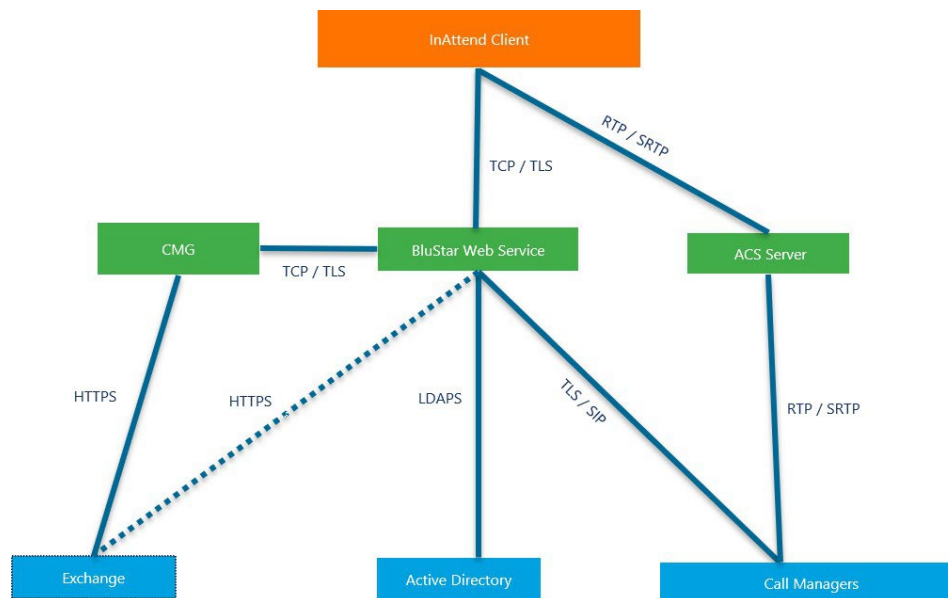 InAttend Client
RTP / SRTP
TCP / TLS
CMG
BluStar Web Service
ACS Server
TCP / TLS
HTTPS
HTTPS
LDAPS
TLS / SIP
RTP / SRTP
Exchange
Active Directory
Call Managers